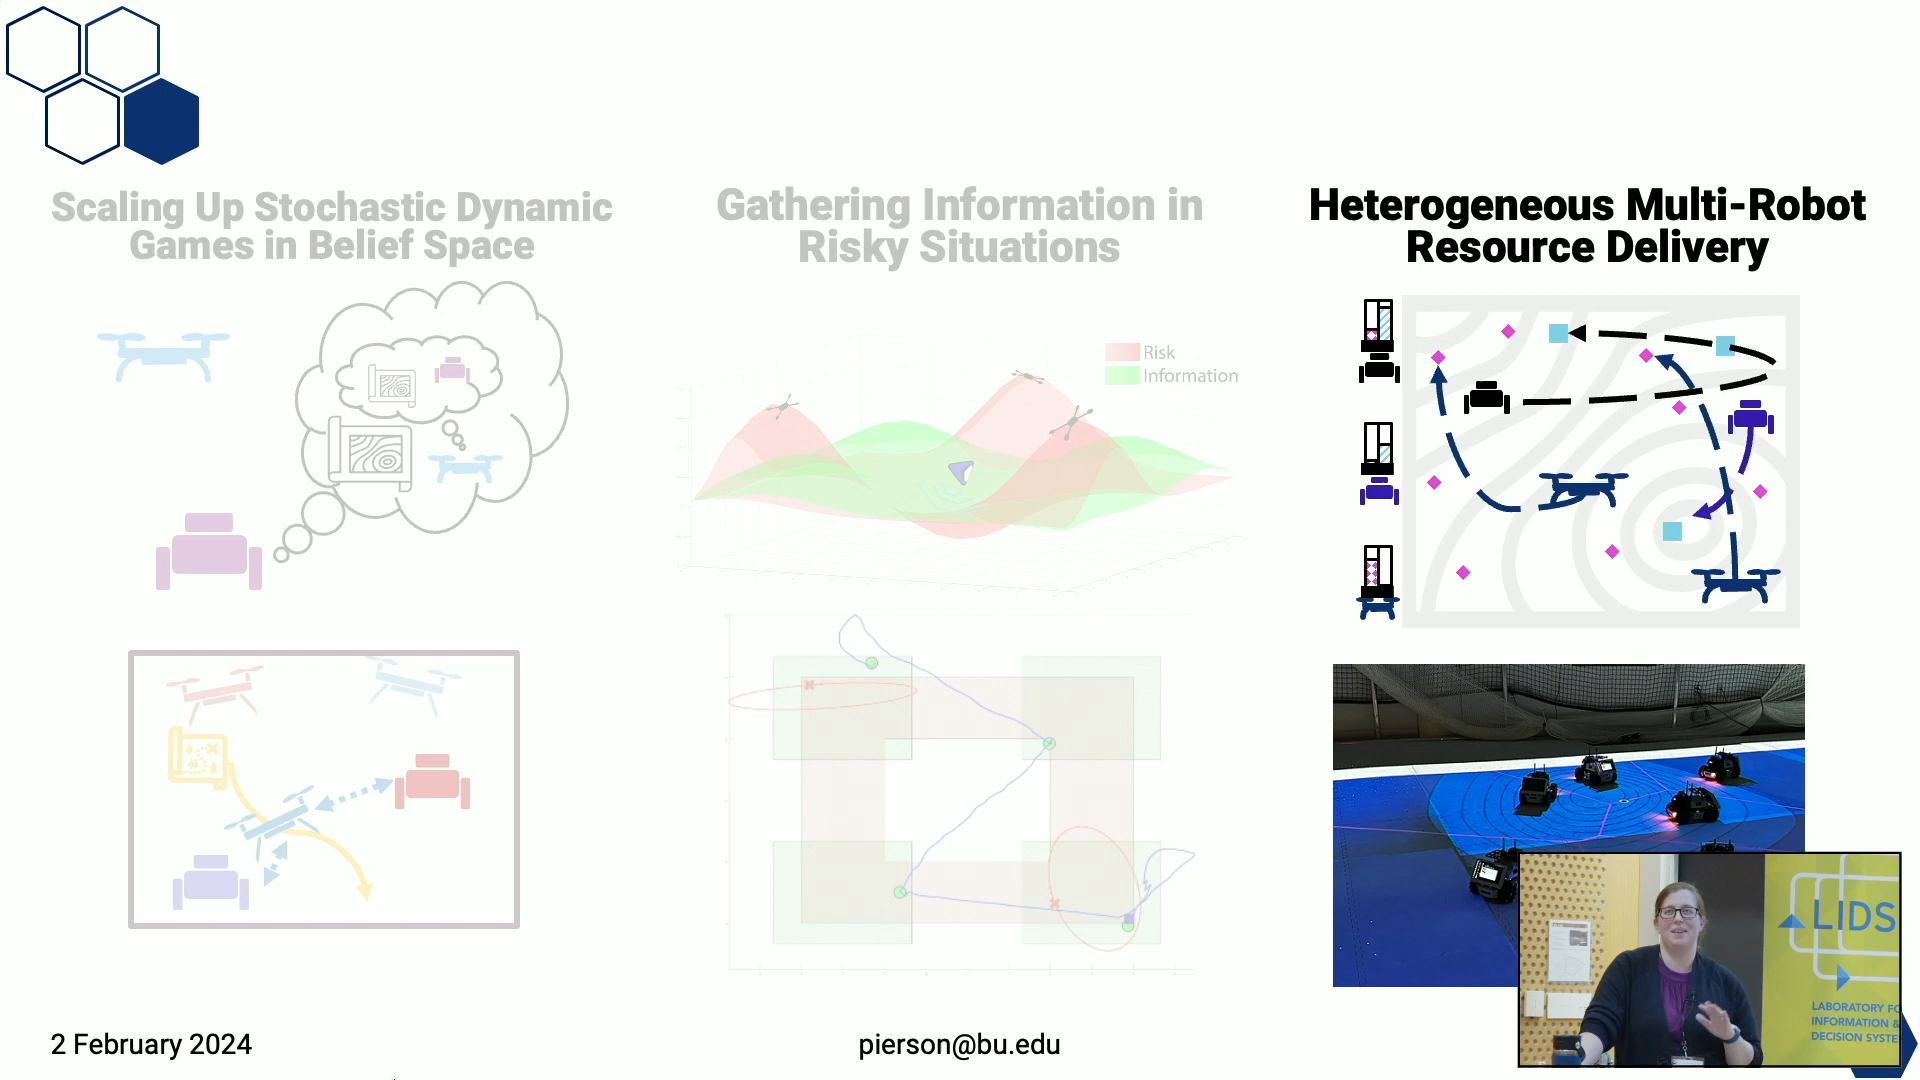 Scaling Up Stochastic Dynamic
Games in Belief Space
Gathering Information in
Risky Situations
Heterogeneous Multi-Robot
Resource Delivery
Risk
Information
LIDS
LABORATORY FO
INFORMATION &
DECISION SYSTE
2 February 2024
pierson@bu.edu